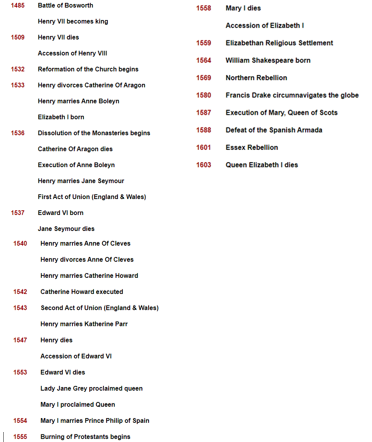 1485 Battle of Bosworth
Henry VII becomes king
1509 Henry VII dies
Accession of Henry VIII
1532 Reformation of the Church begins
1533 Henry divorces Catherine Of Aragon
Henry marries Anne Boleyn
Elizabeth I born
1536 Dissolution of the Monasteries begins
Catherine Of Aragon dies
Execution of Anne Boleyn
Henry marries Jane Seymour
First Act of Union (England & Wales)
1537 Edward VI born
Jane Seymour dies
1540 Henry marries Anne Of Cleves
Henry divorces Anne Of Cleves
Henry marries Catherine Howard
1542 Catherine Howard executed
1543 Second Act of Union (England & Wales)
Henry marries Katherine Parr
1547 Henry dies
Accession of Edward VI
1553 Edward VI dies
Lady Jane Grey proclaimed queen
Mary I proclaimed Queen
1554 Mary I marries Prince Philip of Spain
1555 Burning of Protestants begins
1558 Mary I dies
Accession of Elizabeth I
1559 Elizabethan Religious Settlement
1564 William Shakespeare born
1569 Northern Rebellion
1580 Francis Drake circumnavigates the globe
1587 Execution of Mary, Queen of Scots
1588 Defeat of the Spanish Armada
1601 Essex Rebellion
1603 Queen Elizabeth I dies